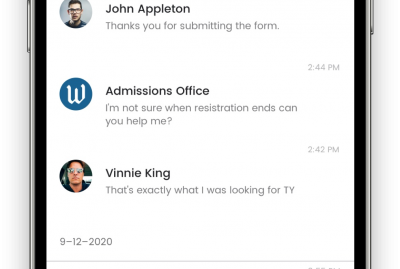 John Appleton
Thanks you for submitting the form.
2:44 PM
W
Admissions Office
I'm not sure when resistration ends can
you help me?
2:42 PM
Vinnie King
That's exactly what I was looking for TY
9-12-2020